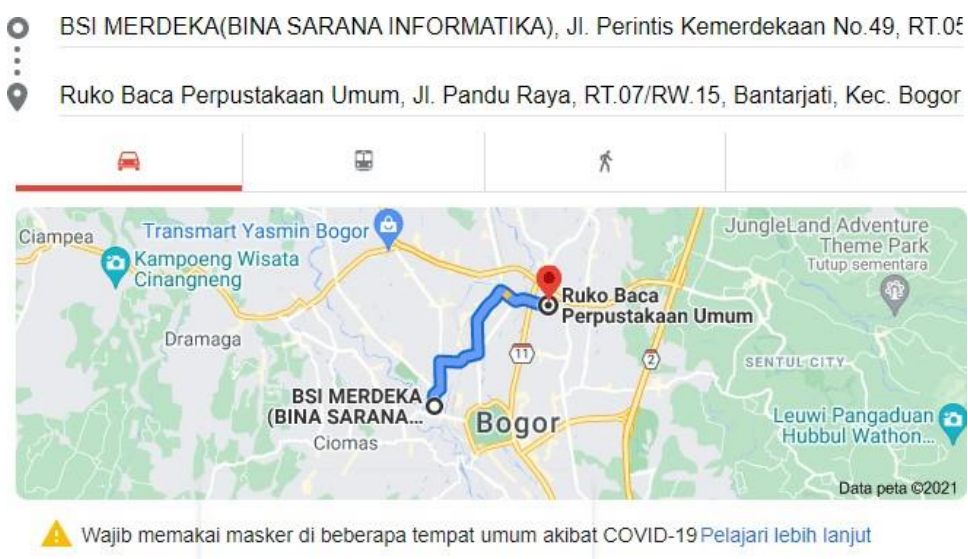 BSI MERDEKA(BINA SARANA INFORMATIKA), Jl. Perintis Kemerdekaan No.49, RT.05
Ruko Baca Perpustakaan Umum, Jl. Pandu Raya, RT.07/RW.15, Bantarjati, Kec. Bogor
Ciampea
Transmart Yasmin Bogor
Kampoeng Wisata
Cinangneng
JungleLand Adventure
Theme Park
Tutup sementara
Ruko Baca
Perpustakaan Umum
Dramaga
11
2
SENTUL CITY
BSI MERDEKA
(BINA SARANA...
Bogor
Ciomas
Leuwi Pangaduan
Hubbul Wathon...
Data peta ©2021
Wajib memakai masker di beberapa tempat umum akibat COVID-19 Pelajari lebih lanjut